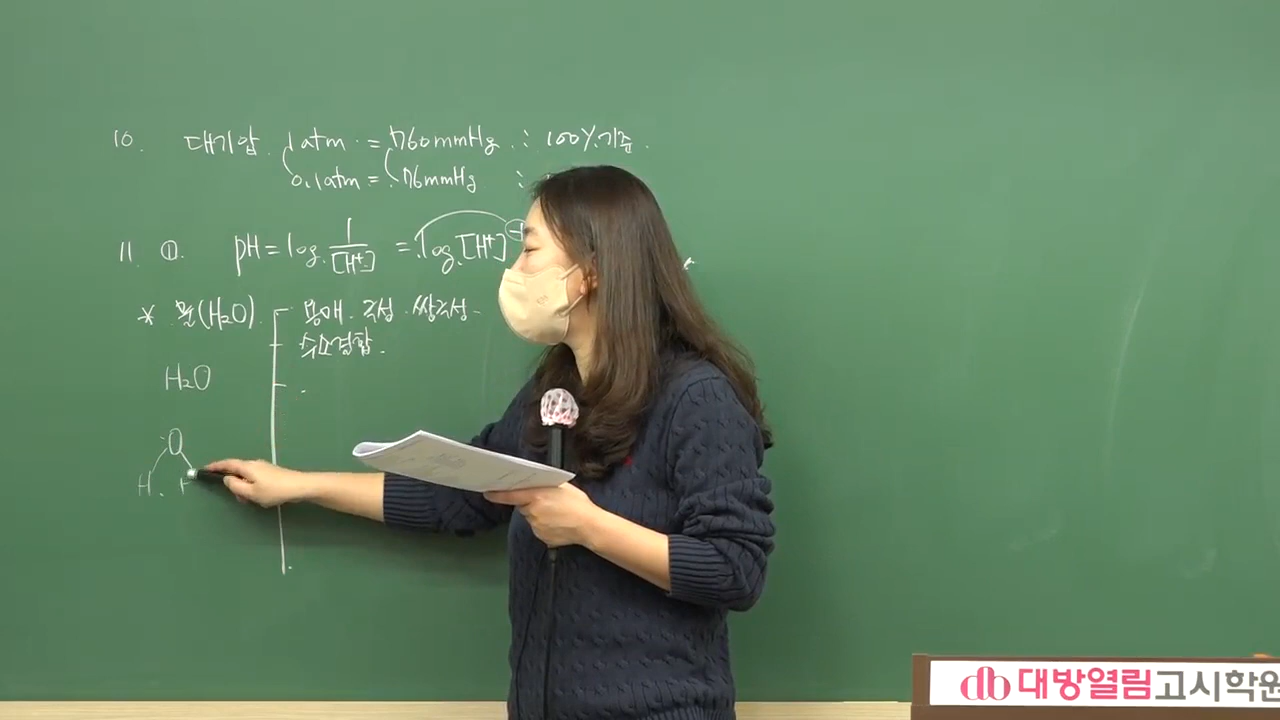 10. 대기압. 1atm = 760mmHg ∴ 100% 기준.
0.1atm = 76mmHg :
11 ①. pH = log. 1/[H⁺] = log.[H⁺]
* 물(H₂O). 용매. 극성. 쌍극성
수소결합.
H₂O
O
H. H
대방열림고시학원